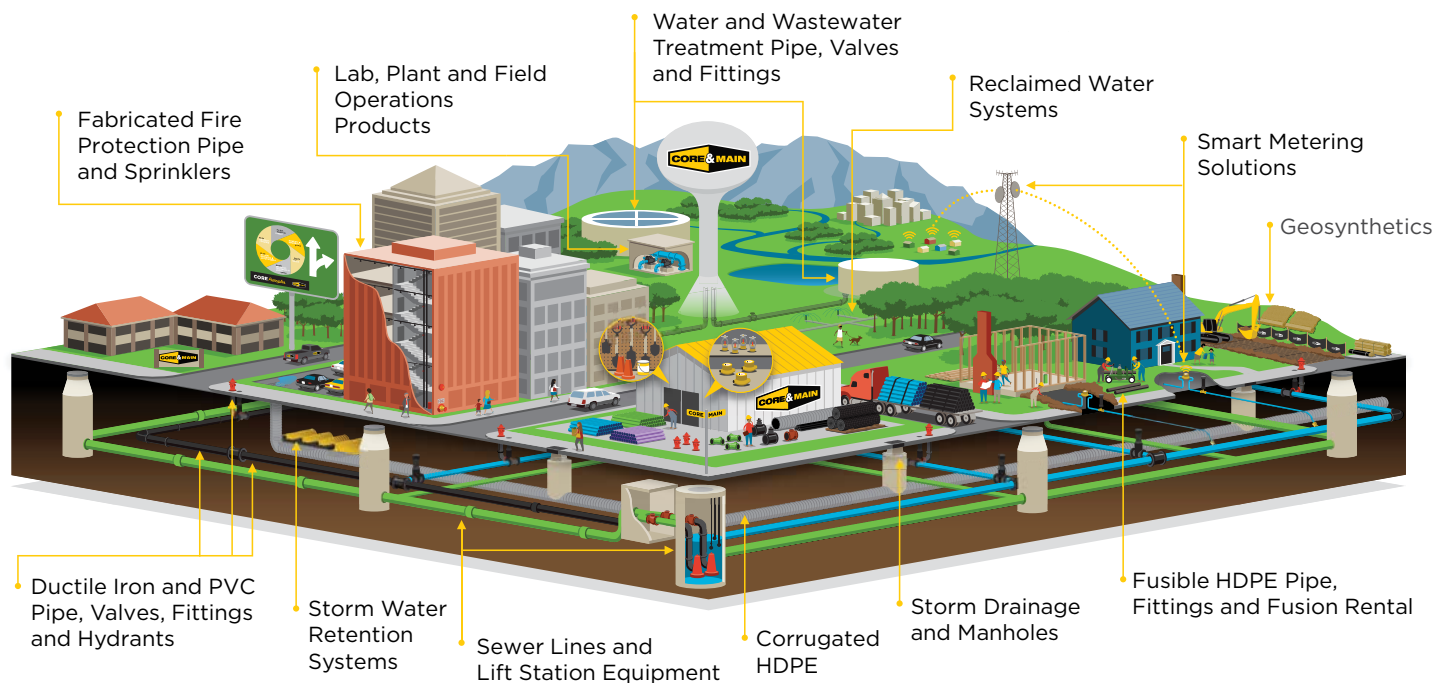 Water and Wastewater
Treatment Pipe, Valves
and Fittings
Lab, Plant and Field
Operations
Products
Reclaimed Water
Systems
Fabricated Fire
Protection Pipe
and Sprinklers
Smart Metering
Solutions
CORE & MAIN
Geosynthetics
CORE & MAIN
CORE & MAIN
CORE & MAIN
Ductile Iron and PVC
Pipe, Valves, Fittings
and Hydrants
Storm Water
Retention
Systems
Sewer Lines and
Lift Station Equipment
Corrugated
HDPE
Storm Drainage
and Manholes
Fusible HDPE Pipe,
Fittings and Fusion Rental